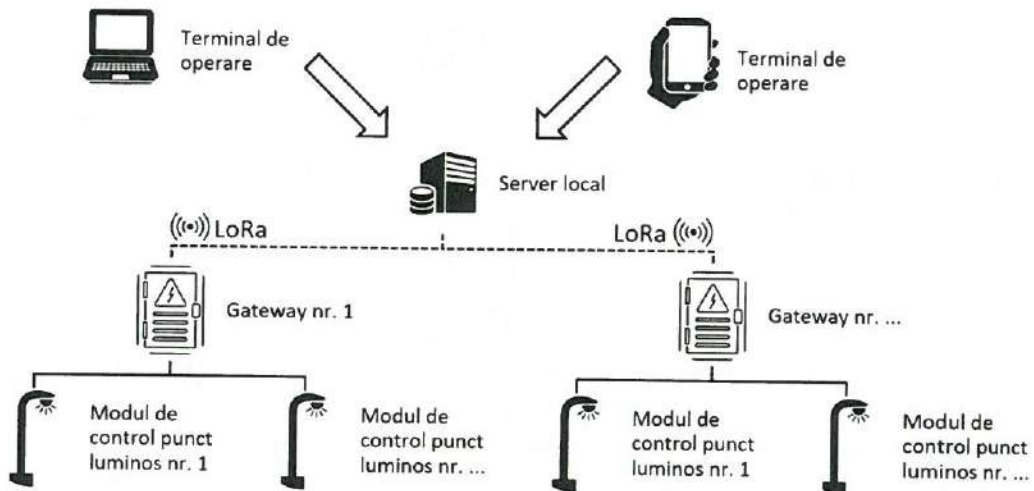 Terminal de
operare
Terminal de
operare
Server local
LoRa
LoRa
Gateway nr. 1
Gateway nr. ...
Modul de
control punct
luminos nr. 1
Modul de
control punct
luminos nr. ...
Modul de
control punct
luminos nr. 1
Modul de
control punct
luminos nr. ...